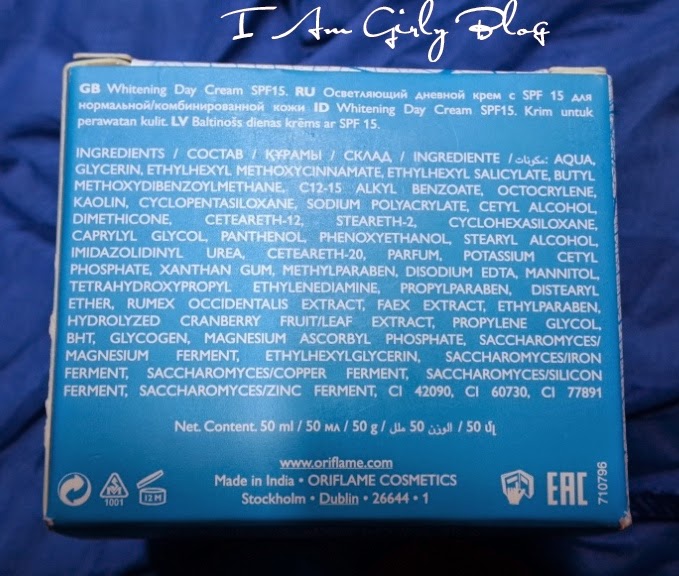 I Am Girly Blog
GB Whitening Day Cream SPF15. RU Осветляющий дневной крем с SPF 15 для
нормальной/комбинированной кожи ID Whitening Day Cream SPF15. Krim untuk
perawatan kulit. LV Baltinošs dienas krēms ar SPF 15.
INGREDIENTS / СОСТАВ / ҚҰРАМЫ / СКЛАД / INGREDIENTE / مكونات: AQUA,
GLYCERIN, ETHYLHEXYL METHOXYCINNAMATE, ETHYLHEXYL SALICYLATE, BUTYL
METHOXYDIBENZOYLMETHANE, C12-15 ALKYL BENZOATE, OCTOCRYLENE,
KAOLIN, CYCLOPENTASILOXANE, SODIUM POLYACRYLATE, CETYL ALCOHOL,
DIMETHICONE, CETEARETH-12, STEARETH-2, CYCLOHEXASILOXANE,
CAPRYLYL GLYCOL, PANTHENOL, PHENOXYETHANOL, STEARYL ALCOHOL,
IMIDAZOLIDINYL UREA, CETEARETH-20, PARFUM, POTASSIUM CETYL
PHOSPHATE, XANTHAN GUM, METHYLPARABEN, DISODIUM EDTA, MANNITOL,
TETRAHYDROXYPROPYL ETHYLENEDIAMINE, PROPYLPARABEN, DISTEARYL
ETHER, RUMEX OCCIDENTALIS EXTRACT, FAEX EXTRACT, ETHYLPARABEN,
HYDROLYZED CRANBERRY FRUIT/LEAF EXTRACT, PROPYLENE GLYCOL,
BHT, GLYCOGEN, MAGNESIUM ASCORBYL PHOSPHATE, SACCHAROMYCES/
MAGNESIUM FERMENT, ETHYLHEXYLGLYCERIN, SACCHAROMYCES/IRON
FERMENT, SACCHAROMYCES/COPPER FERMENT, SACCHAROMYCES/SILICON
FERMENT, SACCHAROMYCES/ZINC FERMENT, CI 42090, CI 60730, CI 77891
Net. Content. 50 ml / 50 мл / 50 g / الوزن 50 ملل / 50 մլ
www.oriflame.com
Made in India • ORIFLAME COSMETICS
Stockholm • Dublin • 26644 • 1
1001
12 M
EAC
710796